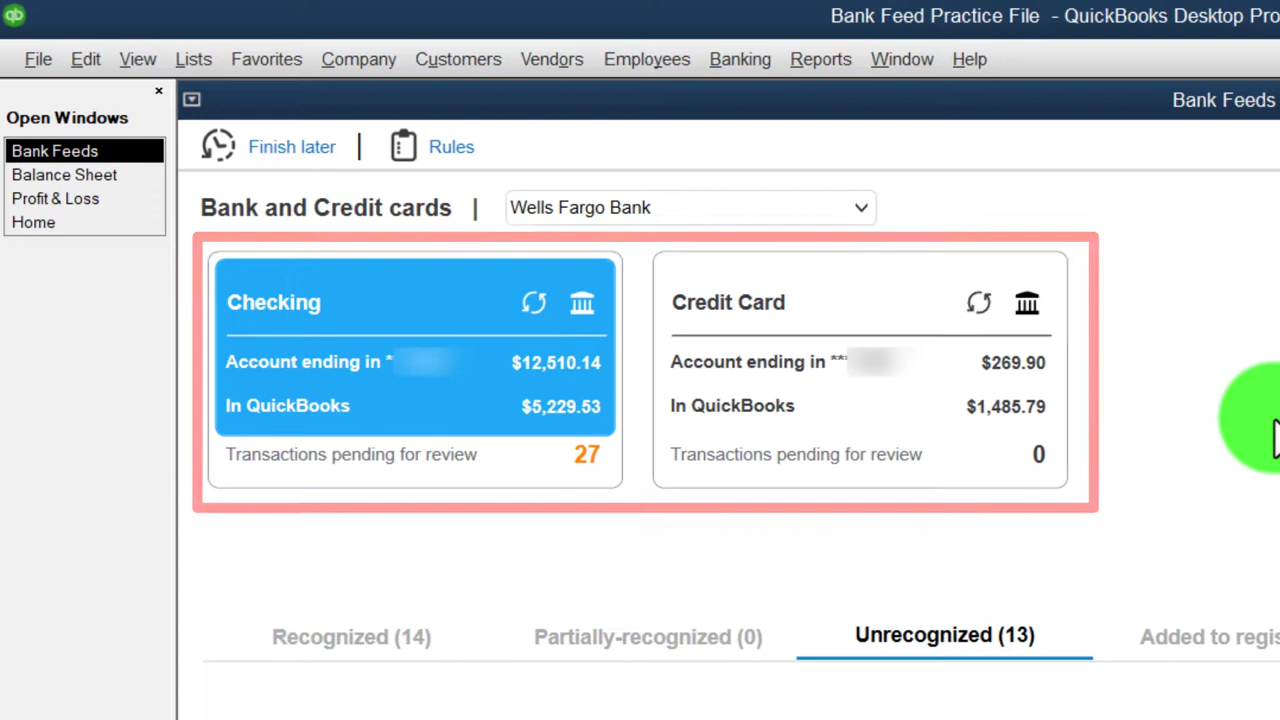 qb
Bank Feed Practice File - QuickBooks Desktop Pro
File Edit View Lists Favorites Company Customers Vendors Employees Banking Reports Window Help
×
Open Windows
Bank Feeds
Balance Sheet
Profit & Loss
Home
Bank Feeds
Finish later | Rules
Bank and Credit cards | Wells Fargo Bank
Checking
Account ending in * $12,510.14
In QuickBooks $5,229.53
Transactions pending for review 27
Credit Card
Account ending in *** $269.90
In QuickBooks $1,485.79
Transactions pending for review 0
Recognized (14) Partially-recognized (0) Unrecognized (13) Added to regis